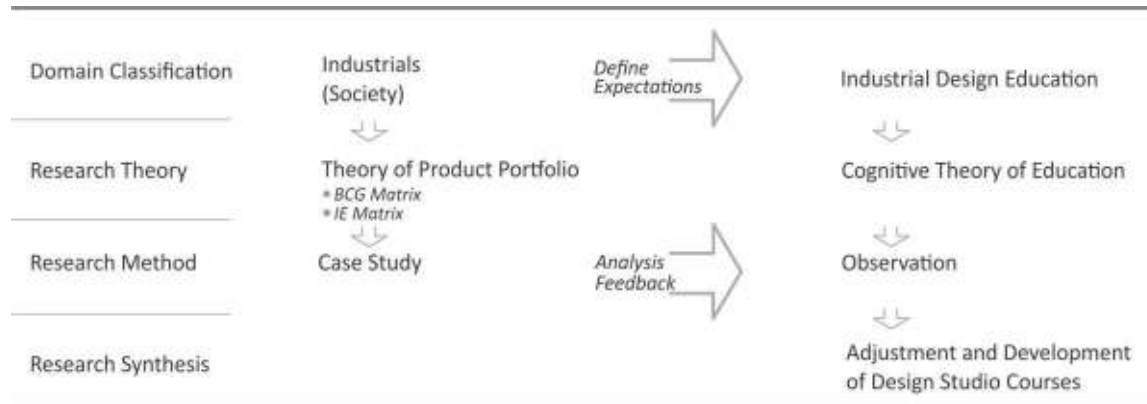 Domain Classification
Industrials
(Society)
Define
Expectations
Industrial Design Education
Research Theory
Theory of Product Portfolio
* BCG Matrix
* IE Matrix
Cognitive Theory of Education
Research Method
Case Study
Analysis
Feedback
Observation
Research Synthesis
Adjustment and Development
of Design Studio Courses